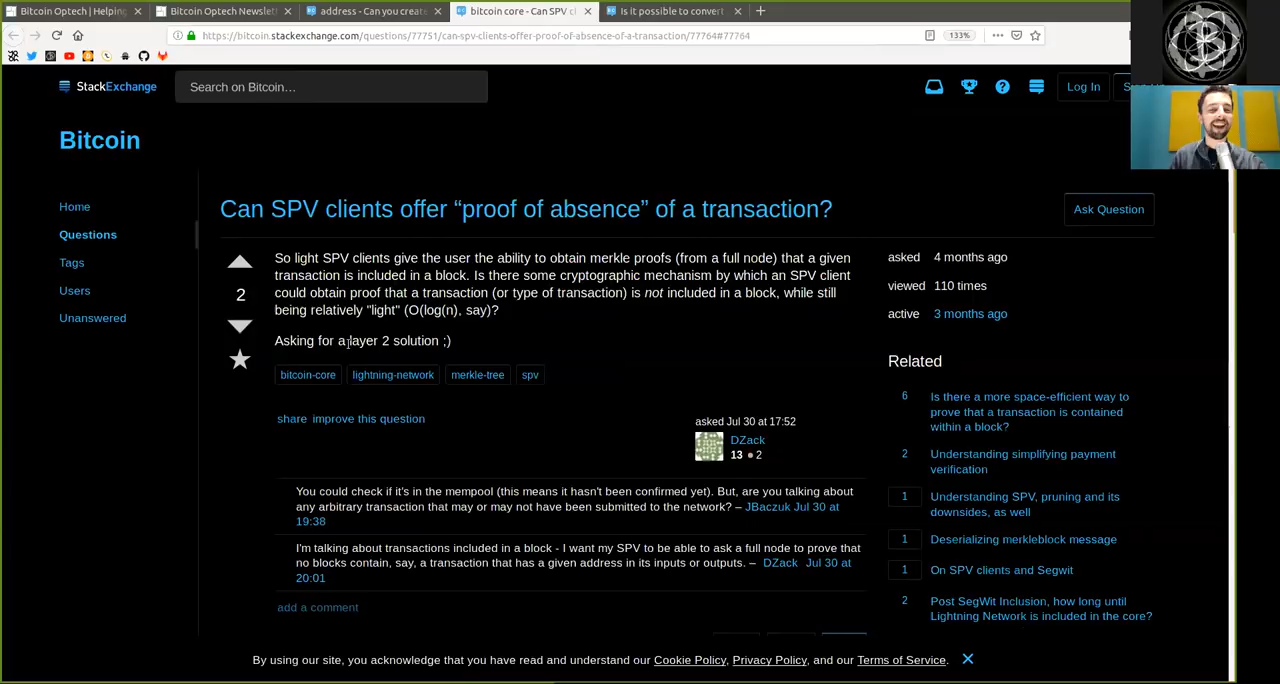 Bitcoin Optech | Helping
Bitcoin Optech Newslett
address - Can you create
bitcoin core - Can SPV cl
Is it possible to convert
https://bitcoin.stackexchange.com/questions/77751/can-spv-clients-offer-proof-of-absence-of-a-transaction/77764#77764
133%
StackExchange
Search on Bitcoin…
Log In
Bitcoin
Home
Questions
Tags
Users
Unanswered
Can SPV clients offer “proof of absence” of a transaction?
Ask Question
2
So light SPV clients give the user the ability to obtain merkle proofs (from a full node) that a given
transaction is included in a block. Is there some cryptographic mechanism by which an SPV client
could obtain proof that a transaction (or type of transaction) is not included in a block, while still
being relatively "light" (O(log(n), say)?
Asking for a layer 2 solution ;)
bitcoin-core
lightning-network
merkle-tree
spv
share improve this question
asked Jul 30 at 17:52
DZack
13 ● 2
You could check if it's in the mempool (this means it hasn't been confirmed yet). But, are you talking about
any arbitrary transaction that may or may not have been submitted to the network? – JBaczuk Jul 30 at
19:38
I'm talking about transactions included in a block - I want my SPV to be able to ask a full node to prove that
no blocks contain, say, a transaction that has a given address in its inputs or outputs. – DZack Jul 30 at
20:01
add a comment
asked 4 months ago
viewed 110 times
active 3 months ago
Related
6 Is there a more space-efficient way to
prove that a transaction is contained
within a block?
2 Understanding simplifying payment
verification
1 Understanding SPV, pruning and its
downsides, as well
1 Deserializing merkleblock message
1 On SPV clients and Segwit
2 Post SegWit Inclusion, how long until
Lightning Network is included in the core?
By using our site, you acknowledge that you have read and understand our Cookie Policy, Privacy Policy, and our Terms of Service.